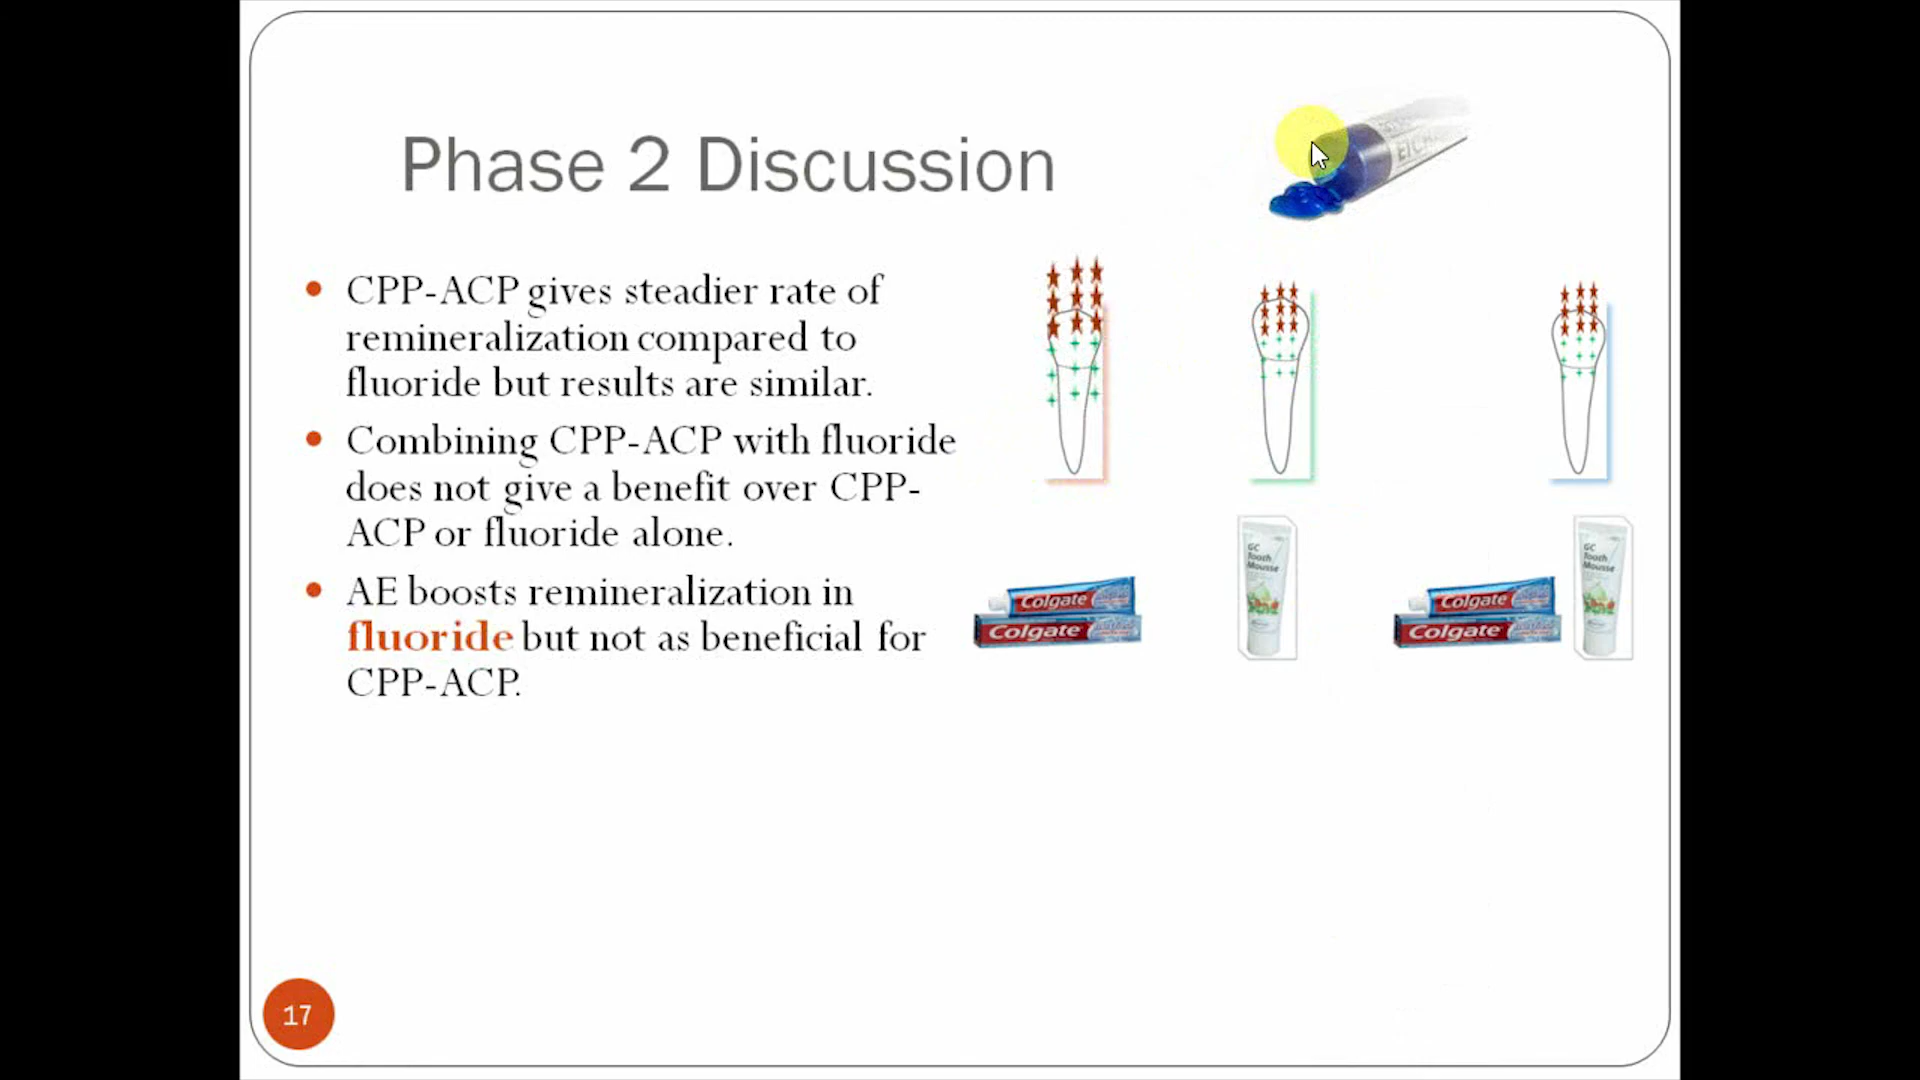 Phase 2 Discussion
CPP-ACP gives steadier rate of
remineralization compared to
fluoride but results are similar.
Combining CPP-ACP with fluoride
does not give a benefit over CPP-
ACP or fluoride alone.
AE boosts remineralization in
fluoride but not as beneficial for
CPP-ACP.
GC
Tooth
Mousse
GC
Tooth
Mousse
Colgate
Colgate
Colgate
Colgate
17